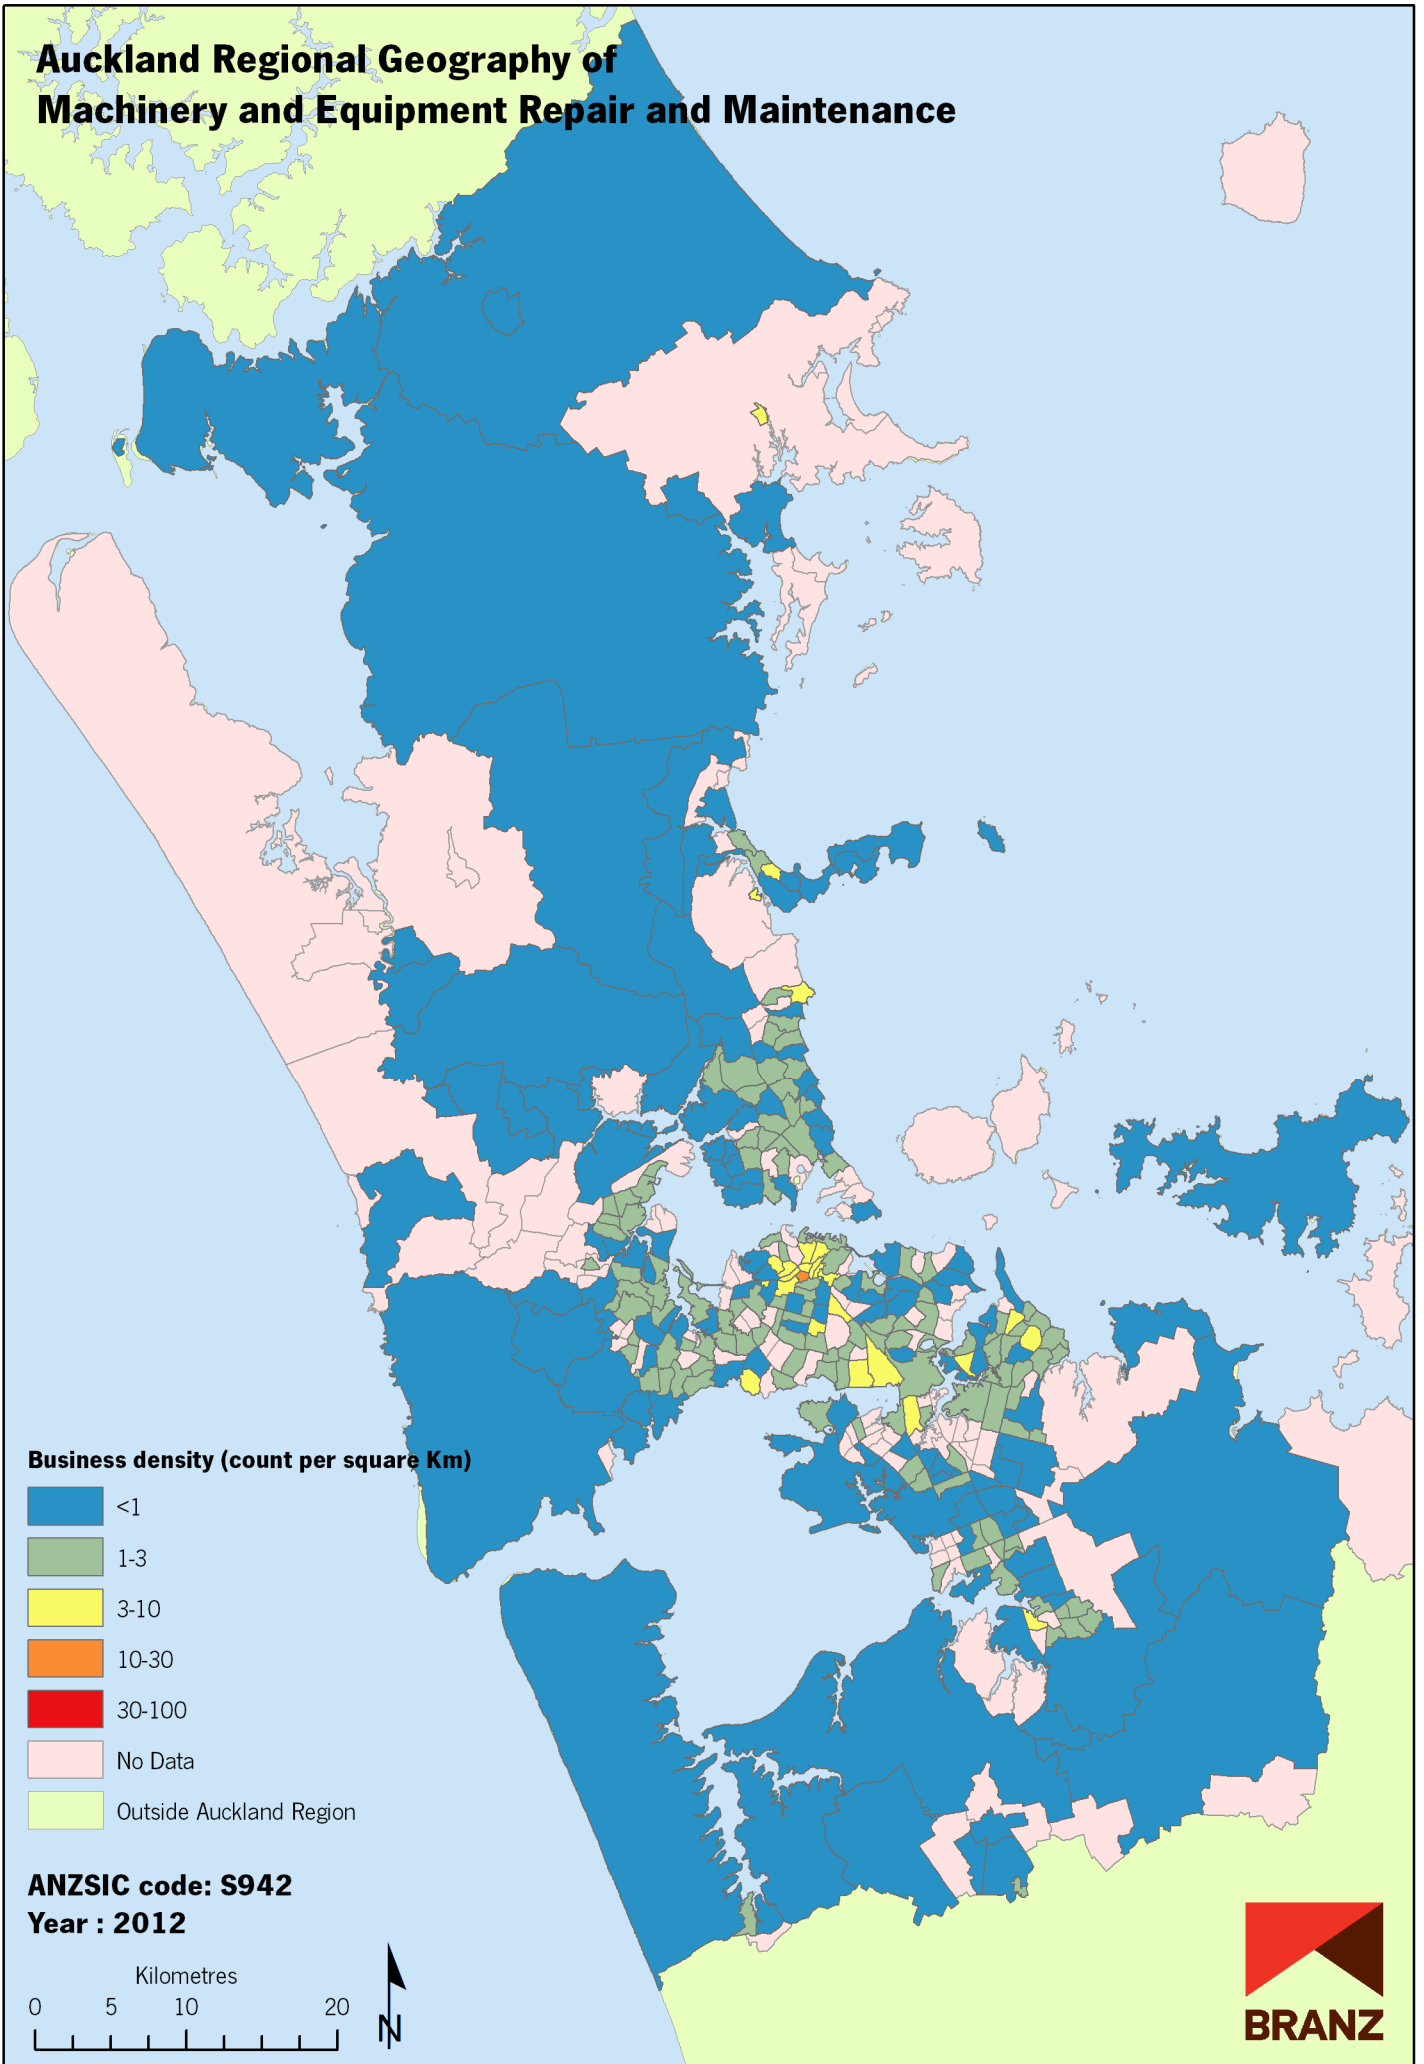 Auckland Regional Geography of
Machinery and Equipment Repair and Maintenance
Business density (count per square Km)
<1
1-3
3-10
10-30
30-100
No Data
Outside Auckland Region
ANZSIC code: S942
Year : 2012
Kilometres
0 5 10 20
N
BRANZ